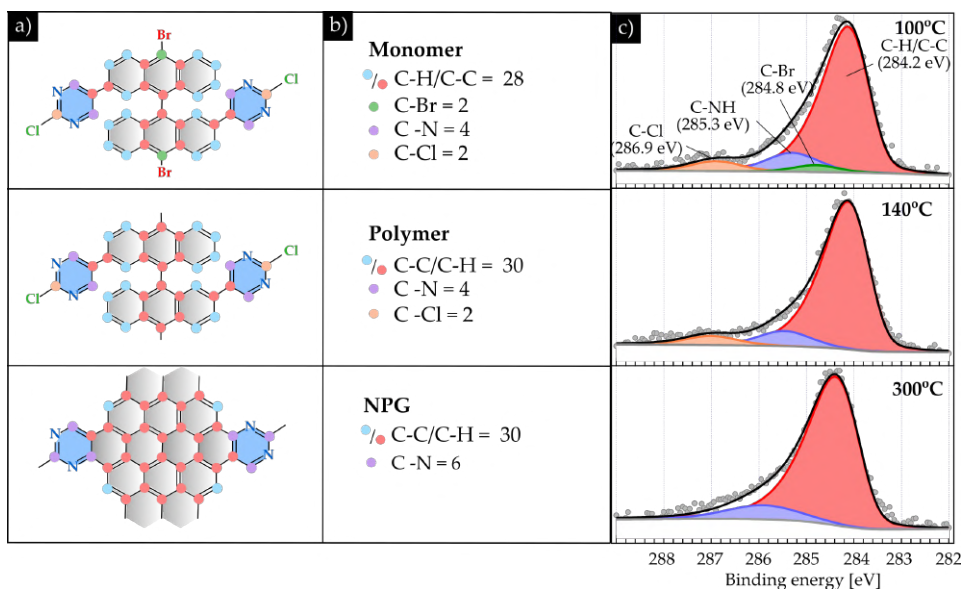 a)
Br
Cl
N
N
N
N
Cl
Br
b)
Monomer
/ C-H/C-C = 28
C-Br = 2
C -N = 4
C-Cl = 2
c)
100ºC
C-H/C-C
(284.2 eV)
C-Br
(284.8 eV)
C-NH
(285.3 eV)
C-Cl
(286.9 eV)
Cl
N
N
N
N
Cl
Polymer
/ C-C/C-H = 30
C -N = 4
C -Cl = 2
140ºC
N
N
N
N
NPG
/ C-C/C-H = 30
C -N = 6
300ºC
288 287 286 285 284 283 282
Binding energy [eV]